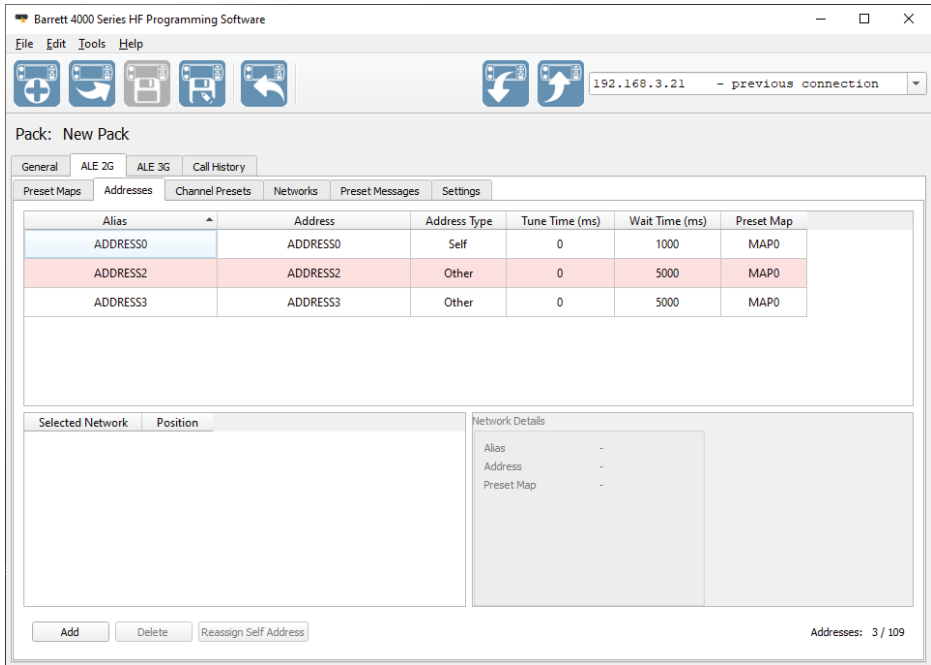 Barrett 4000 Series HF Programming Software
File Edit Tools Help
192.168.3.21 - previous connection
Pack: New Pack
General ALE 2G ALE 3G Call History
Preset Maps Addresses Channel Presets Networks Preset Messages Settings
Alias Address Address Type Tune Time (ms) Wait Time (ms) Preset Map
ADDRESS0 ADDRESS0 Self 0 1000 MAP0
ADDRESS2 ADDRESS2 Other 0 5000 MAP0
ADDRESS3 ADDRESS3 Other 0 5000 MAP0
Selected Network Position
Network Details
Alias -
Address -
Preset Map -
Add Delete Reassign Self Address Addresses: 3 / 109